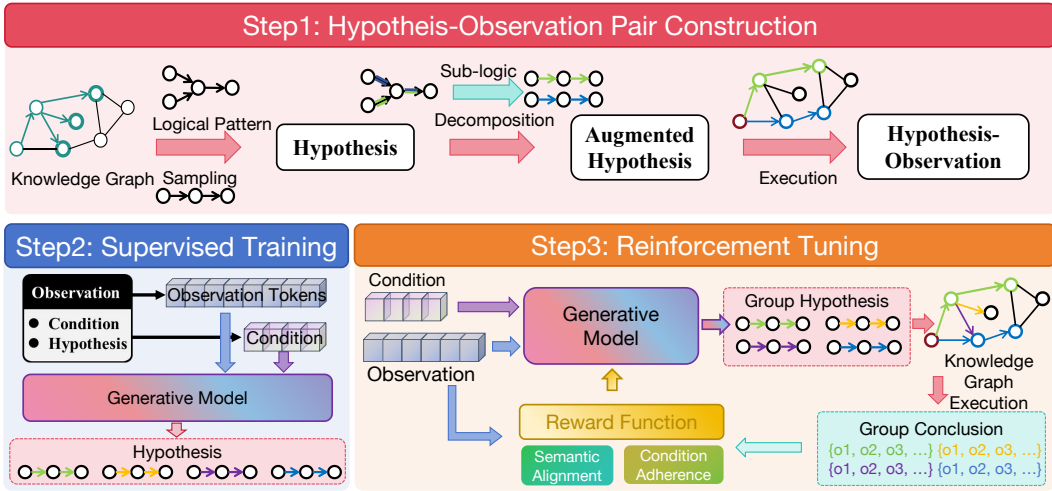 Step1: Hypotheis-Observation Pair Construction
Knowledge Graph
Logical Pattern
Sampling
Hypothesis
Sub-logic
Decomposition
Augmented
Hypothesis
Execution
Hypothesis-
Observation
Step2: Supervised Training
Observation
Condition
Hypothesis
Observation Tokens
Condition
Generative Model
Hypothesis
Step3: Reinforcement Tuning
Condition
Observation
Generative
Model
Group Hypothesis
Knowledge
Graph
Execution
Reward Function
Semantic
Alignment
Condition
Adherence
Group Conclusion
{o1, o2, o3, ...} {o1, o2, o3, ...}
{o1, o2, o3, ...} {o1, o2, o3, ...}